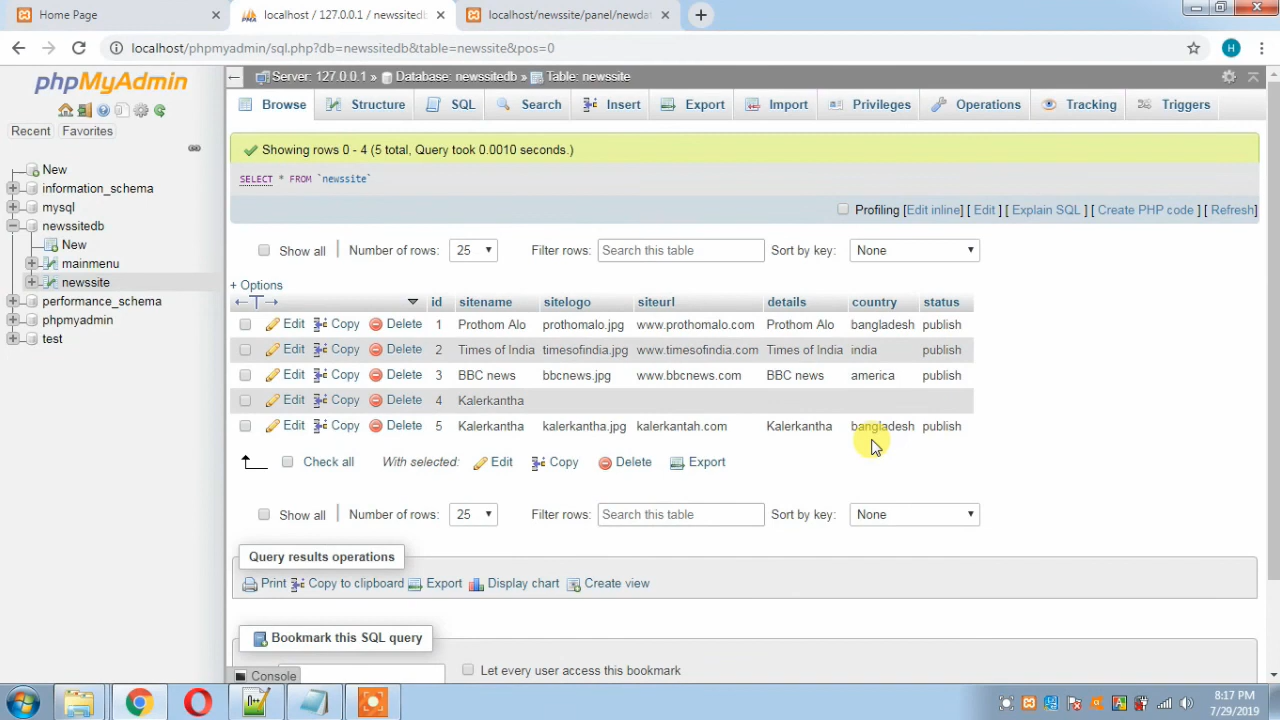 Home Page
localhost / 127.0.0.1 / newssitedb
localhost/newssite/panel/newdat
localhost/phpmyadmin/sql.php?db=newssitedb&table=newssite&pos=0
H
phpMyAdmin
Recent Favorites
New
information_schema
mysql
newssitedb
New
mainmenu
newssite
performance_schema
phpmyadmin
test
Server: 127.0.0.1 » Database: newssitedb » Table: newssite
Browse Structure SQL Search Insert Export Import Privileges Operations Tracking Triggers
Showing rows 0 - 4 (5 total, Query took 0.0010 seconds.)
SELECT * FROM `newssite`
Profiling [Edit inline] [ Edit ] [ Explain SQL ] [ Create PHP code ] [ Refresh]
Show all Number of rows: 25 Filter rows: Search this table Sort by key: None
+ Options
id sitename sitelogo siteurl details country status
Edit Copy Delete 1 Prothom Alo prothomalo.jpg www.prothomalo.com Prothom Alo bangladesh publish
Edit Copy Delete 2 Times of India timesofindia.jpg www.timesofindia.com Times of India india publish
Edit Copy Delete 3 BBC news bbcnews.jpg www.bbcnews.com BBC news america publish
Edit Copy Delete 4 Kalerkantha
Edit Copy Delete 5 Kalerkantha kalerkantha.jpg kalerkantah.com Kalerkantha bangladesh publish
Check all With selected: Edit Copy Delete Export
Show all Number of rows: 25 Filter rows: Search this table Sort by key: None
Query results operations
Print Copy to clipboard Export Display chart Create view
Bookmark this SQL query
Let every user access this bookmark
Console
8:17 PM
7/29/2019